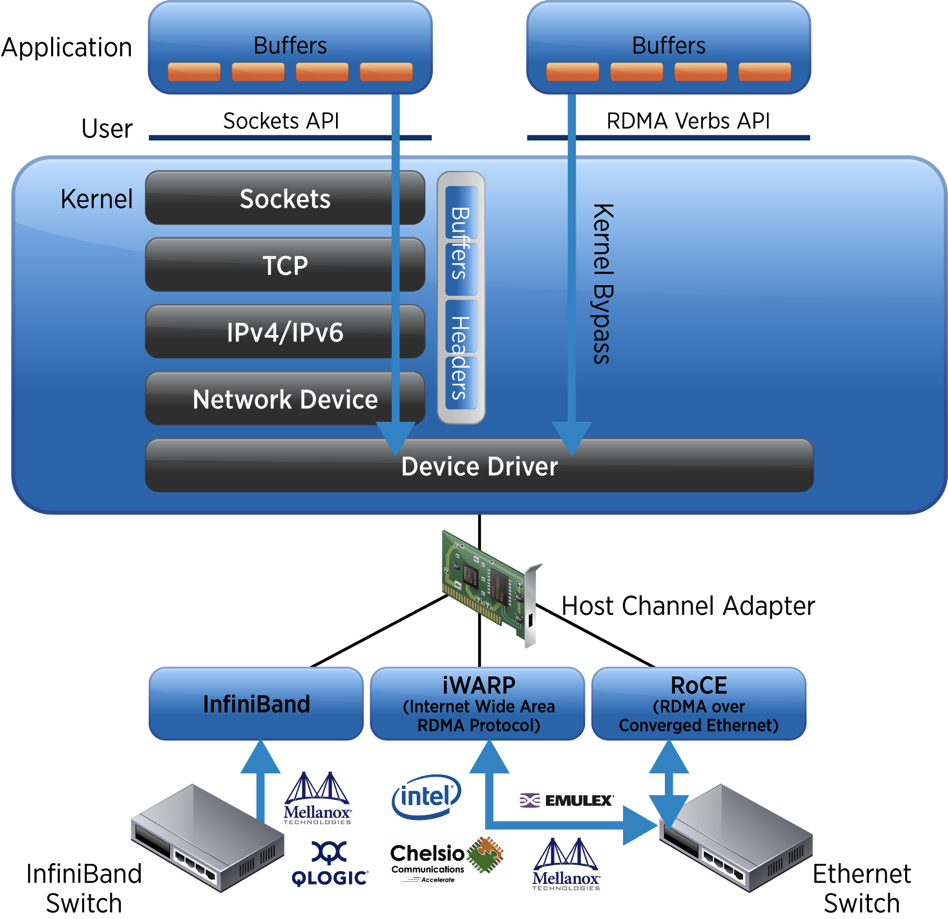 Application
Buffers
Buffers
User
Sockets API
RDMA Verbs API
Kernel
Sockets
TCP
IPv4/IPv6
Network Device
Buffers
Headers
Kernel Bypass
Device Driver
Host Channel Adapter
InfiniBand
iWARP
(Internet Wide Area
RDMA Protocol)
RoCE
(RDMA over
Converged Ethernet)
Mellanox
TECHNOLOGIES
intel
EMULEX
QLOGIC
Chelsio
Communications
Accelerate
Mellanox
TECHNOLOGIES
InfiniBand
Switch
Ethernet
Switch